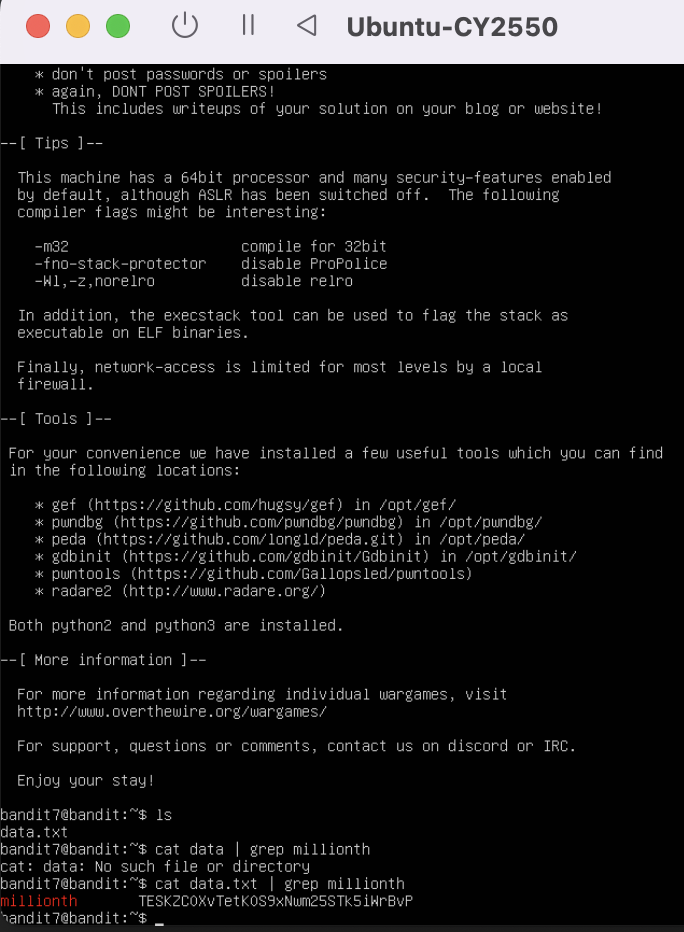 Ubuntu-CY2550
* don't post passwords or spoilers
* again, DONT POST SPOILERS!
This includes writeups of your solution on your blog or website!
--[ Tips ]--
This machine has a 64bit processor and many security-features enabled
by default, although ASLR has been switched off.  The following
compiler flags might be interesting:
-m32                    compile for 32bit
-fno-stack-protector    disable ProPolice
-Wl,-z,norelro          disable relro
In addition, the execstack tool can be used to flag the stack as
executable on ELF binaries.
Finally, network-access is limited for most levels by a local
firewall.
--[ Tools ]--
For your convenience we have installed a few useful tools which you can find
in the following locations:
* gef (https://github.com/hugsy/gef) in /opt/gef/
* pwndbg (https://github.com/pwndbg/pwndbg) in /opt/pwndbg/
* peda (https://github.com/longld/peda.git) in /opt/peda/
* gdbinit (https://github.com/gdbinit/Gdbinit) in /opt/gdbinit/
* pwntools (https://github.com/Gallopsled/pwntools)
* radare2 (http://www.radare.org/)
Both python2 and python3 are installed.
--[ More information ]--
For more information regarding individual wargames, visit
http://www.overthewire.org/wargames/
For support, questions or comments, contact us on discord or IRC.
Enjoy your stay!
bandit7@bandit:~$ ls
data.txt
bandit7@bandit:~$ cat data | grep millionth
cat: data: No such file or directory
bandit7@bandit:~$ cat data.txt | grep millionth
millionth       TESKZC0XvTetK0S9xNwm25STk5iWrBvP
bandit7@bandit:~$ _